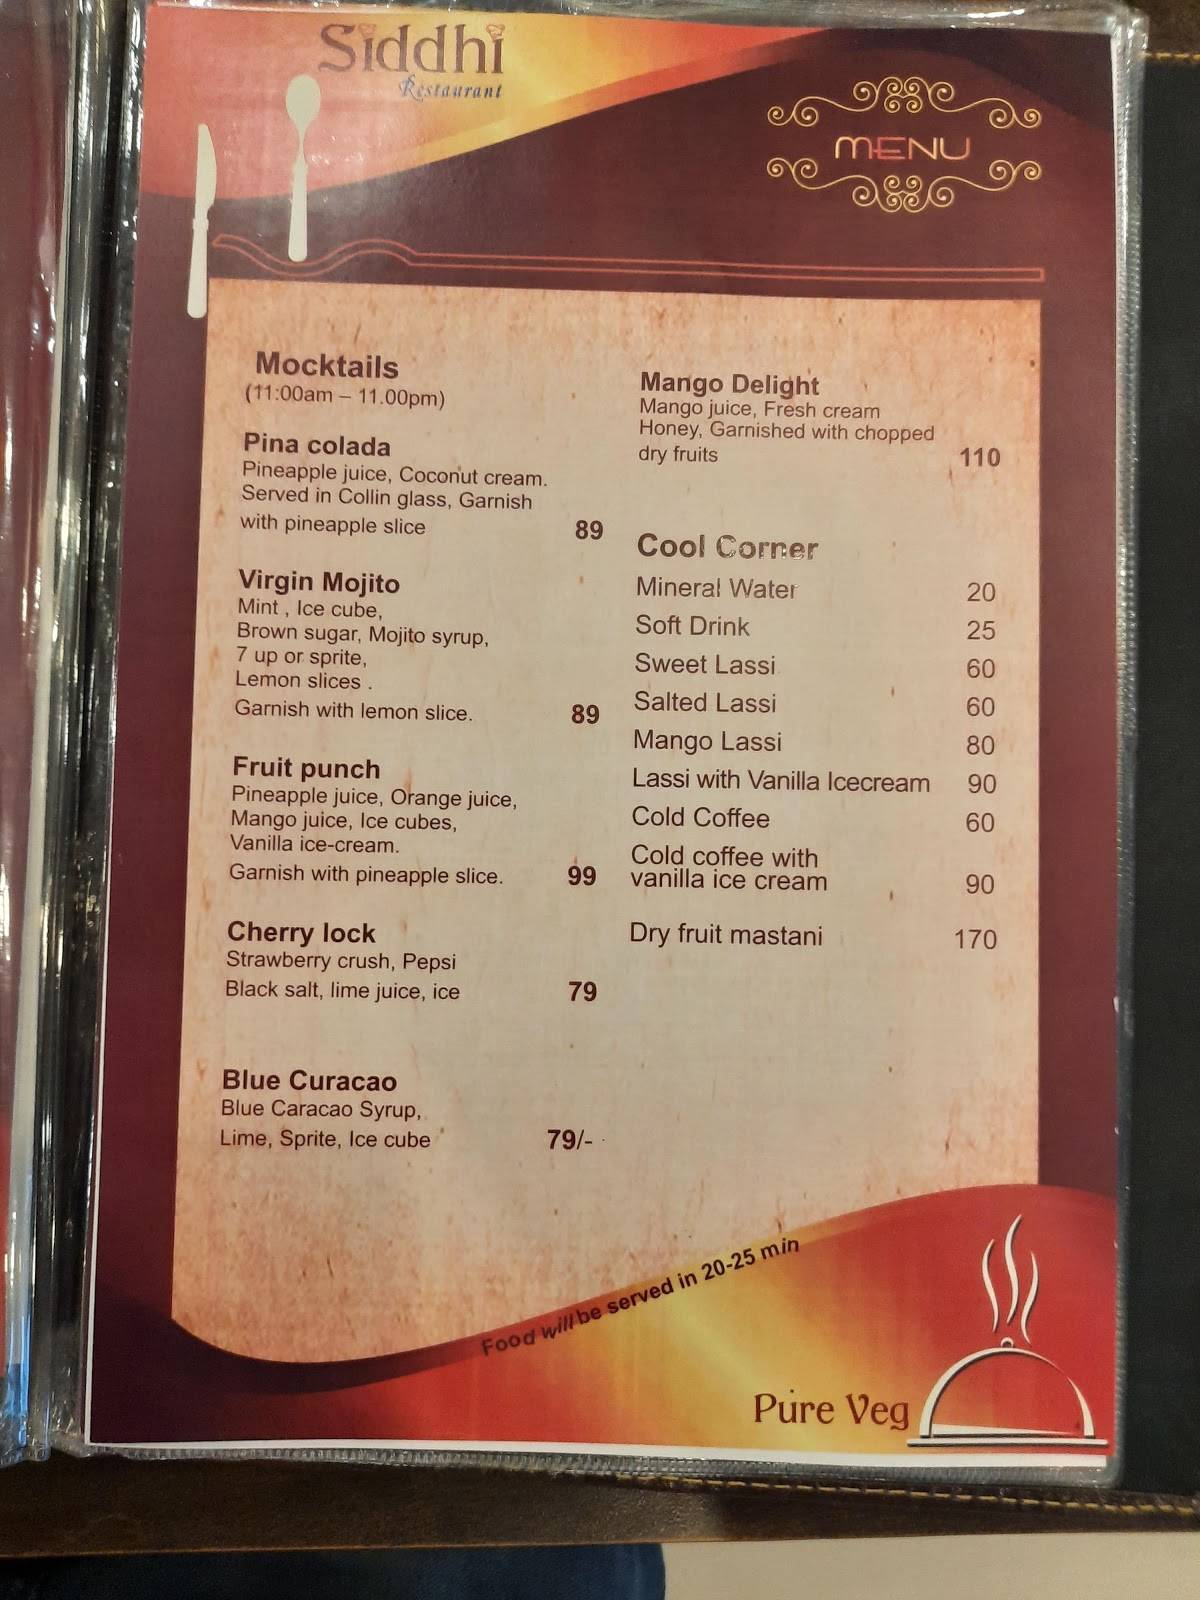 Siddhi
Restaurant
MENU
Mocktails
(11:00am – 11.00pm)
Pina colada
Pineapple juice, Coconut cream.
Served in Collin glass, Garnish
with pineapple slice 89
Virgin Mojito
Mint , Ice cube,
Brown sugar, Mojito syrup,
7 up or sprite,
Lemon slices .
Garnish with lemon slice. 89
Fruit punch
Pineapple juice, Orange juice,
Mango juice, Ice cubes,
Vanilla ice-cream.
Garnish with pineapple slice. 99
Cherry lock
Strawberry crush, Pepsi
Black salt, lime juice, ice 79
Blue Curacao
Blue Caracao Syrup,
Lime, Sprite, Ice cube 79/-
Mango Delight
Mango juice, Fresh cream
Honey, Garnished with chopped
dry fruits 110
Cool Corner
Mineral Water 20
Soft Drink 25
Sweet Lassi 60
Salted Lassi 60
Mango Lassi 80
Lassi with Vanilla Icecream 90
Cold Coffee 60
Cold coffee with
vanilla ice cream 90
Dry fruit mastani 170
Food will be served in 20-25 min
Pure Veg